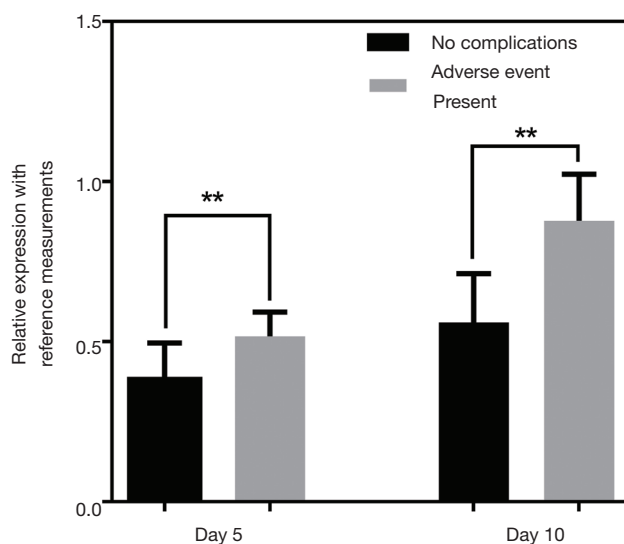 1.5
No complications
Adverse event
Present
**
1.0
**
Relative expression with
reference measurements
0.5
0.0
Day 5
Day 10